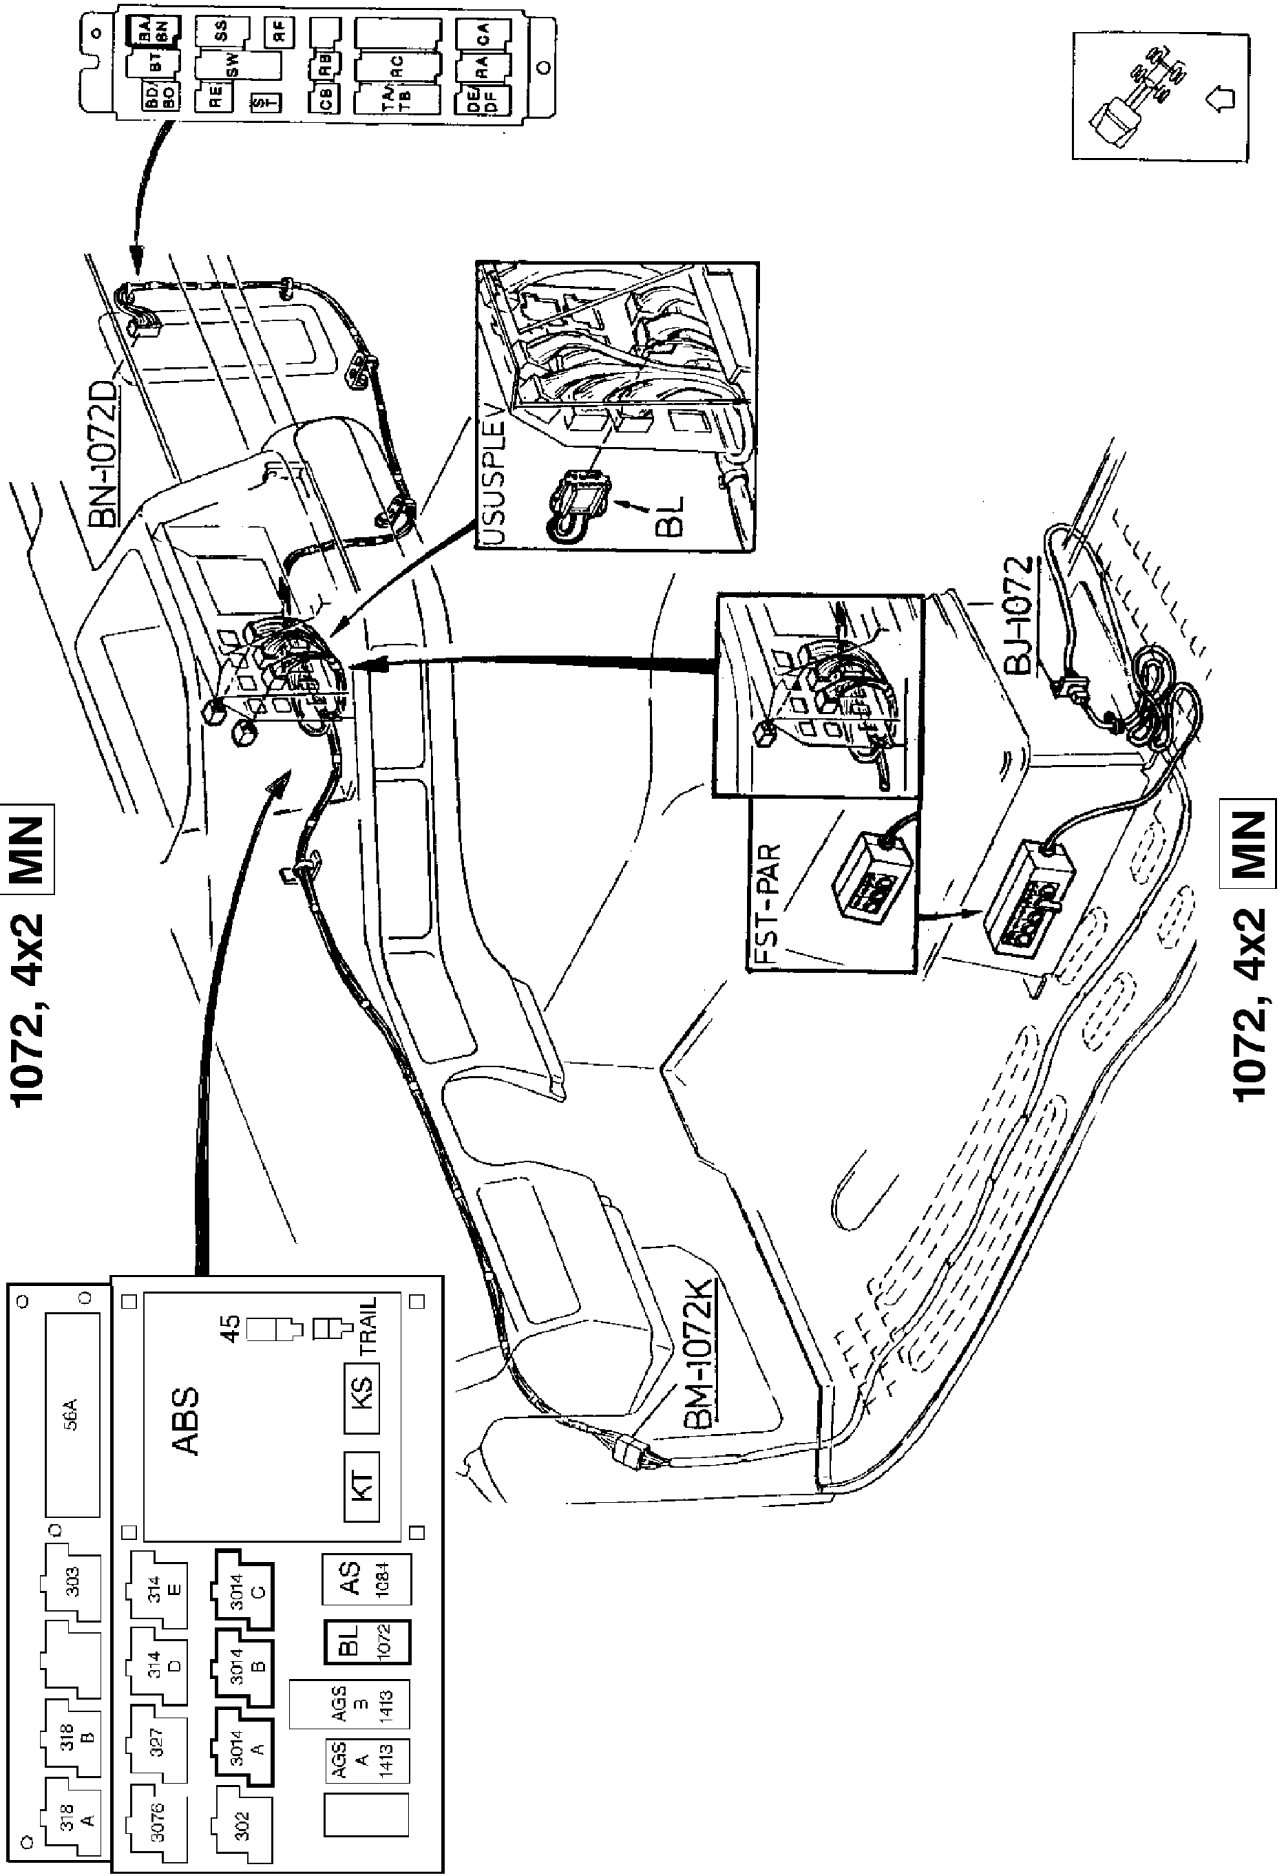 1072, 4x2 MN
BA/
BN
BT
BD/
BO
SS
SW
RE
RF
ST
RB
CB
RC
TA/
TB
CA
RA
DE/
DF
BN-1072D
USUSPLEV
BL
FST-PAR
BJ-1072
BM-1072K
56A
303
318
B
318
A
314
E
314
D
327
3076
3014
C
3014
B
3014
A
302
ABS
45
TRAIL
KS
KT
AS
1084
BL
1072
AGS
B
1413
AGS
A
1413
1072, 4x2 MN